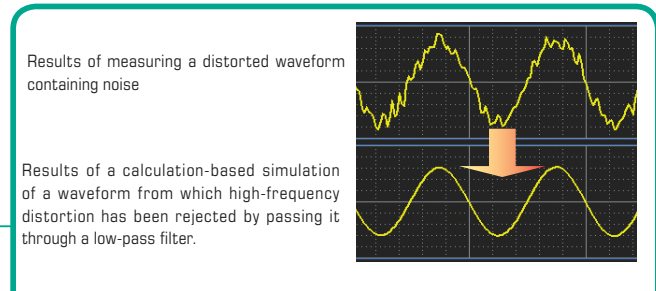 Results of measuring a distorted waveform
containing noise
Results of a calculation-based simulation
of a waveform from which high-frequency
distortion has been rejected by passing it
through a low-pass filter.